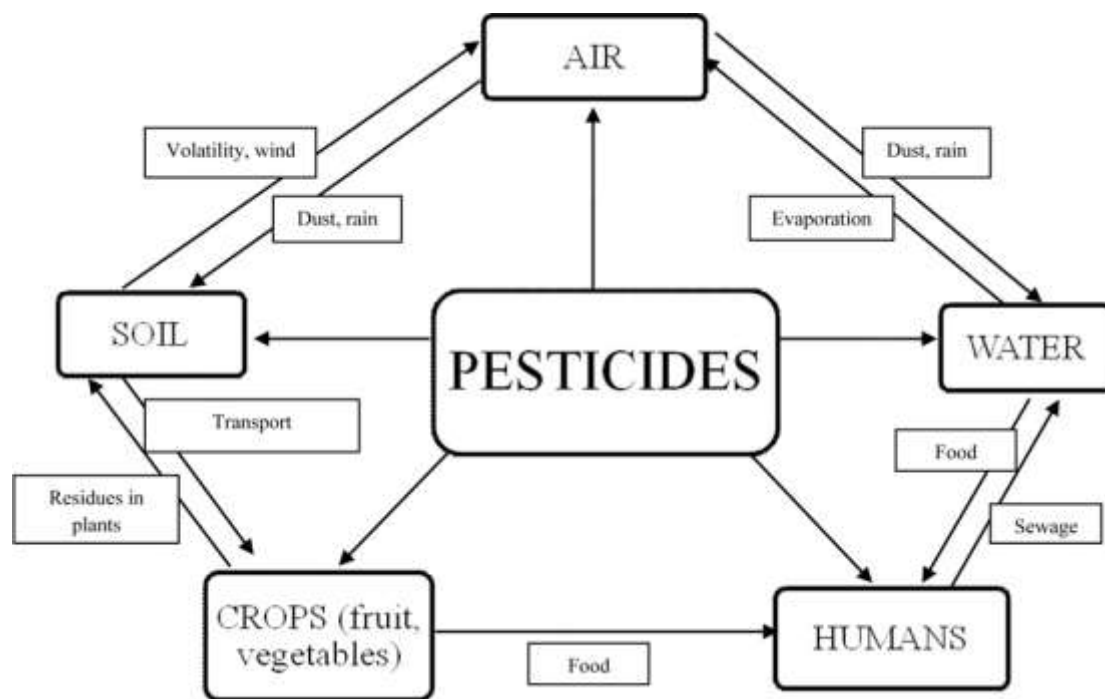 AIR
Volatility, wind
Dust, rain
Dust, rain
Evaporation
SOIL
PESTICIDES
WATER
Transport
Food
Residues in
plants
Sewage
CROPS (fruit,
vegetables)
HUMANS
Food